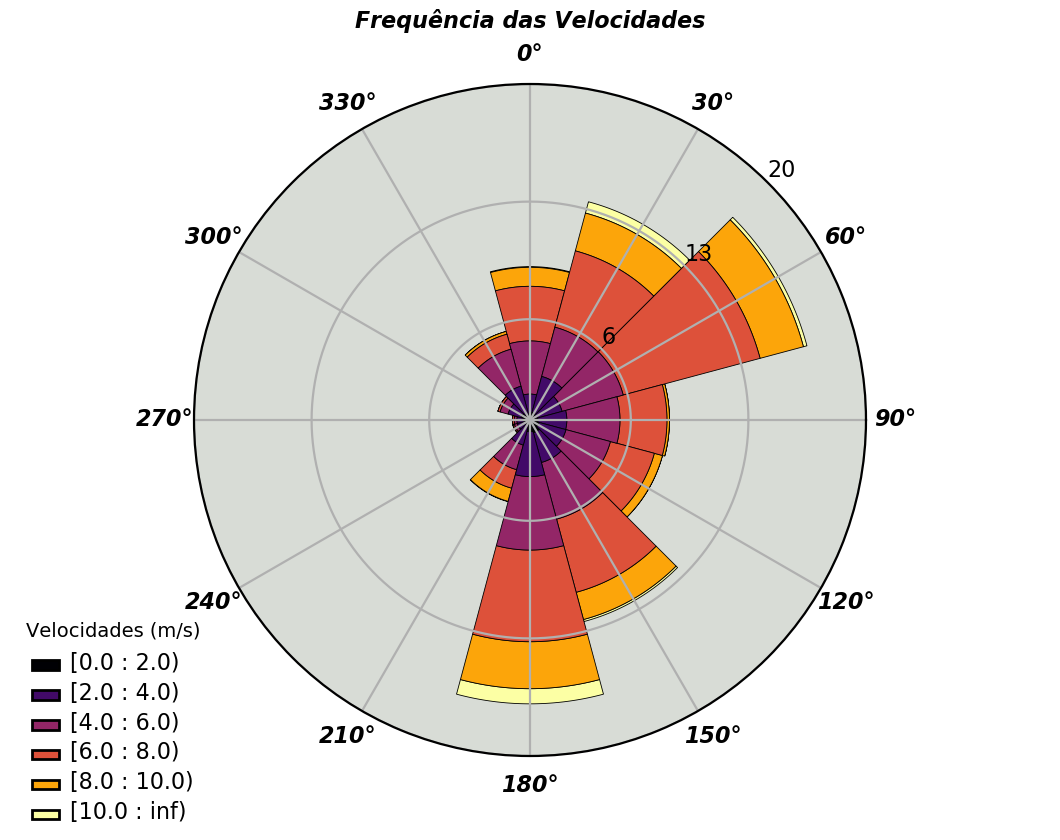 Frequência das Velocidades
0°
330°
30°
20
300°
60°
13
6
270°
90°
240°
120°
210°
150°
180°
Velocidades (m/s)
[0.0 : 2.0)
[2.0 : 4.0)
[4.0 : 6.0)
[6.0 : 8.0)
[8.0 : 10.0)
[10.0 : inf)